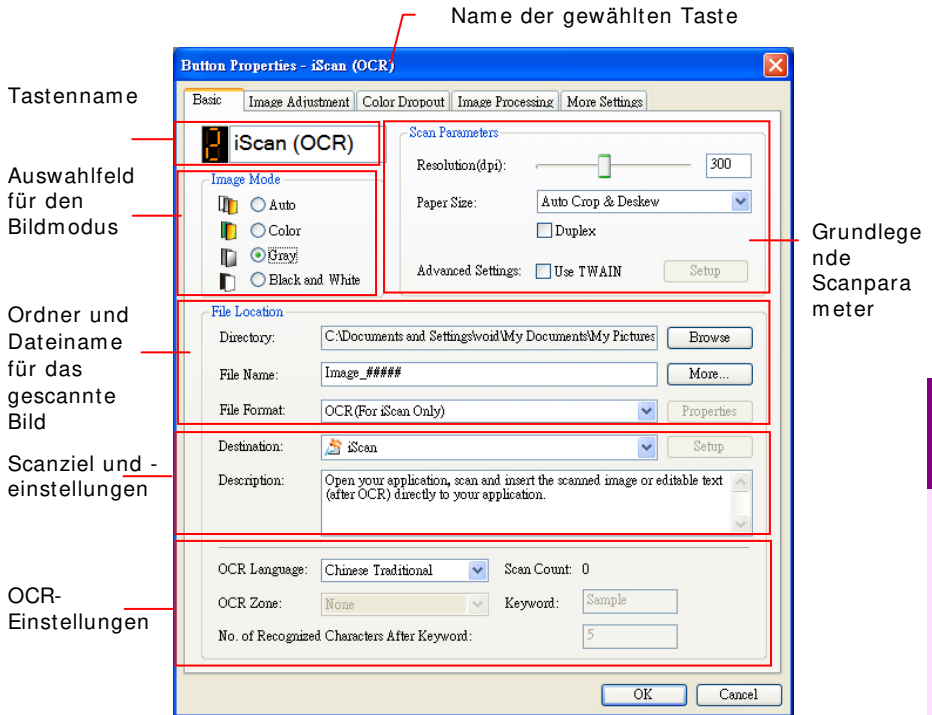 Name der gewählten Taste
Button Properties - iScan (OCR)
Tastenname
Basic Image Adjustment Color Dropout Image Processing More Settings
2 iScan (OCR)
Scan Parameters
Resolution(dpi): 300
Paper Size: Auto Crop & Deskew
Duplex
Advanced Settings: Use TWAIN Setup
Auswahlfeld
für den
Bildmodus
Image Mode
Auto
Color
Gray
Black and White
Grundlege
nde
Scanpara
meter
Ordner und
Dateiname
für das
gescannte
Bild
File Location
Directory: C:\Documents and Settings\void\My Documents\My Pictures Browse
File Name: Image_##### More...
File Format: OCR(For iScan Only) Properties
Scanziel und -
einstellungen
Destination: iScan Setup
Description: Open your application, scan and insert the scanned image or editable text
(after OCR) directly to your application.
OCR-
Einstellungen
OCR Language: Chinese Traditional Scan Count: 0
OCR Zone: None Keyword: Sample
No. of Recognized Characters After Keyword: 5
OK Cancel